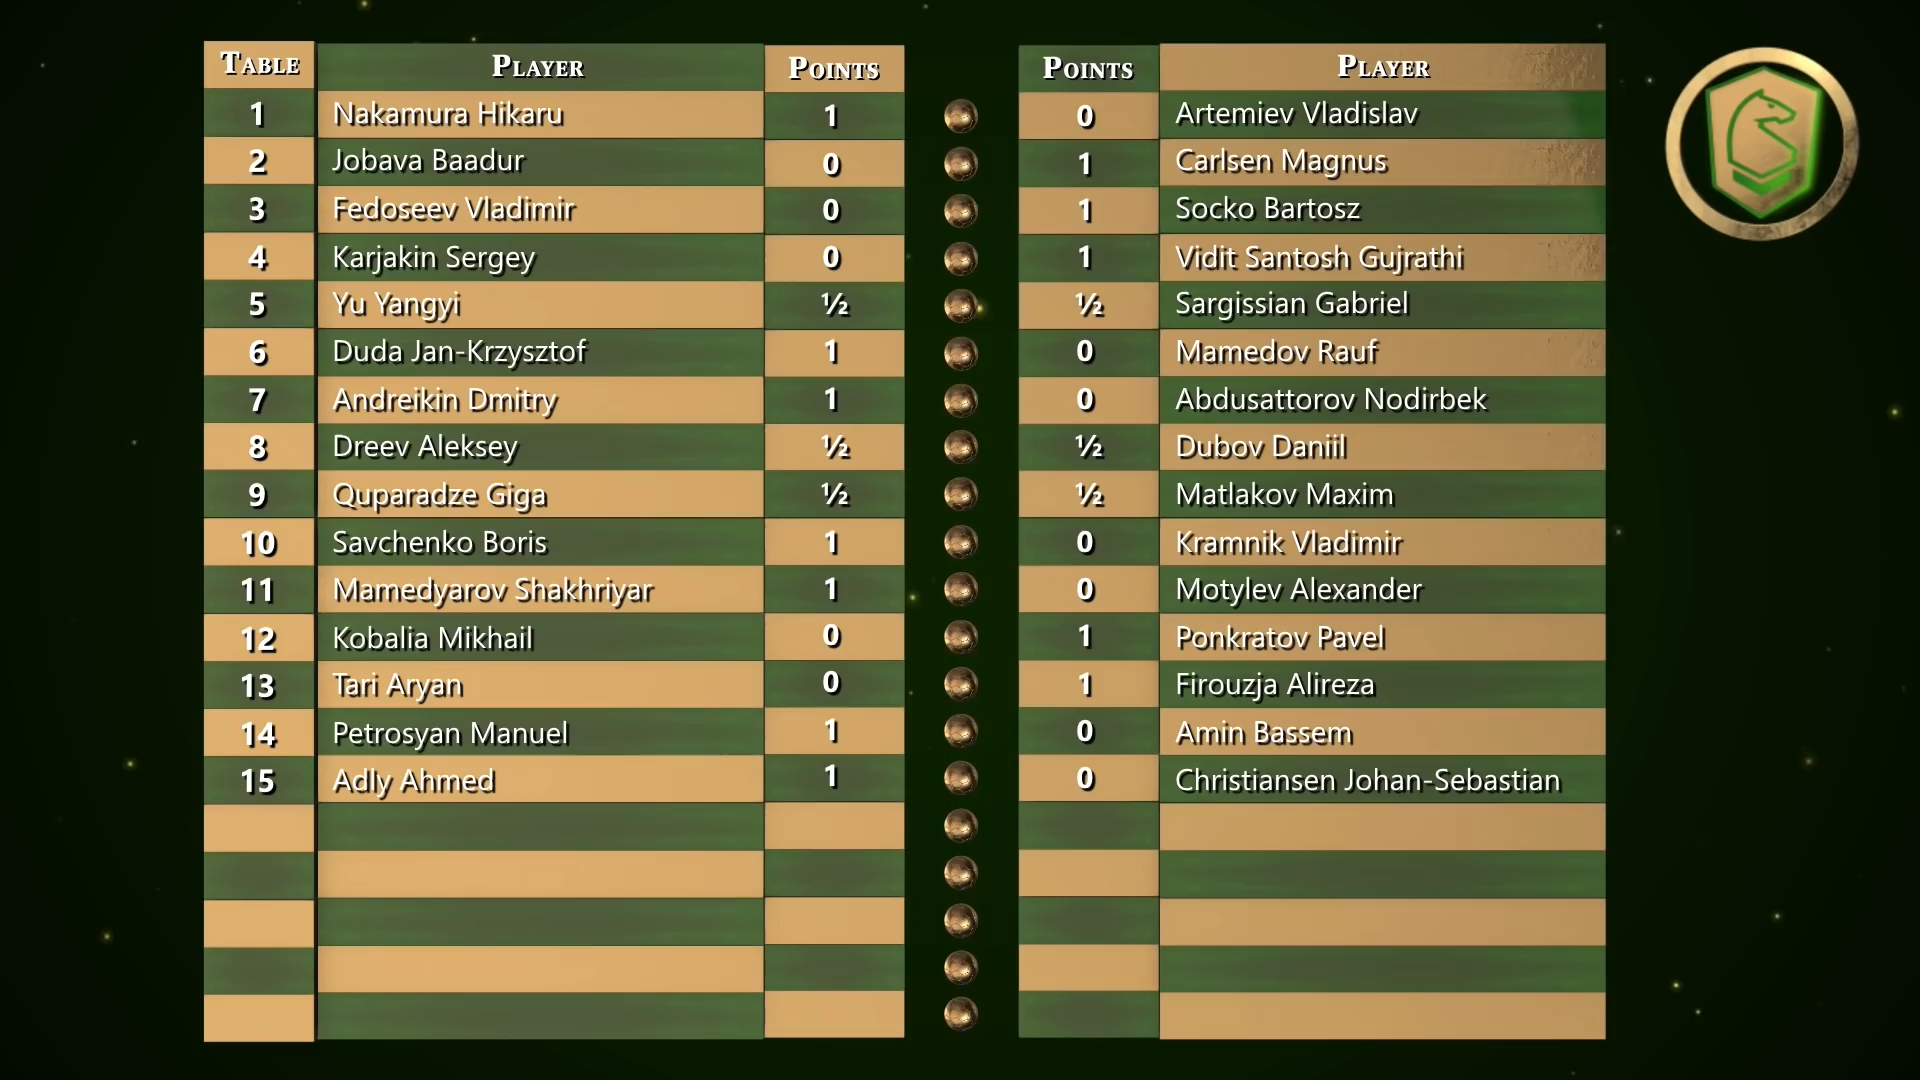 Table Player Points Points Player
1 Nakamura Hikaru 1 0 Artemiev Vladislav
2 Jobava Baadur 0 1 Carlsen Magnus
3 Fedoseev Vladimir 0 1 Socko Bartosz
4 Karjakin Sergey 0 1 Vidit Santosh Gujrathi
5 Yu Yangyi ½ ½ Sargissian Gabriel
6 Duda Jan-Krzysztof 1 0 Mamedov Rauf
7 Andreikin Dmitry 1 0 Abdusattorov Nodirbek
8 Dreev Aleksey ½ ½ Dubov Daniil
9 Quparadze Giga ½ ½ Matlakov Maxim
10 Savchenko Boris 1 0 Kramnik Vladimir
11 Mamedyarov Shakhriyar 1 0 Motylev Alexander
12 Kobalia Mikhail 0 1 Ponkratov Pavel
13 Tari Aryan 0 1 Firouzja Alireza
14 Petrosyan Manuel 1 0 Amin Bassem
15 Adly Ahmed 1 0 Christiansen Johan-Sebastian